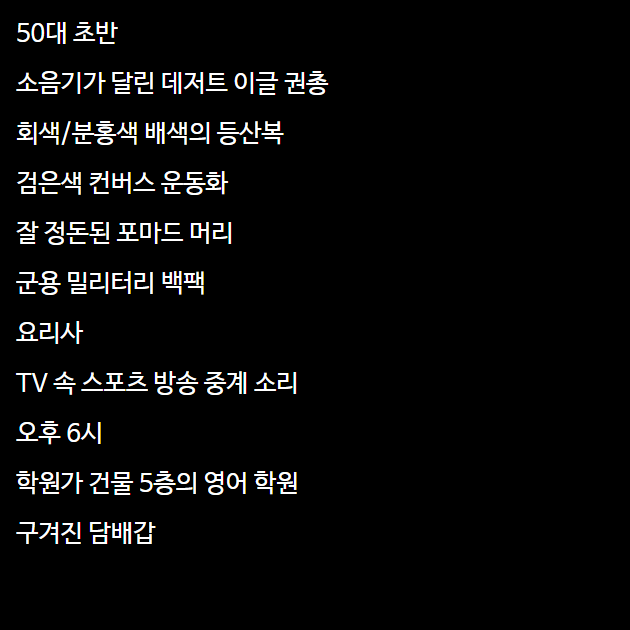 50대 초반
소음기가 달린 데저트 이글 권총
회색/분홍색 배색의 등산복
검은색 컨버스 운동화
잘 정돈된 포마드 머리
군용 밀리터리 백팩
요리사
TV 속 스포츠 방송 중계 소리
오후 6시
학원가 건물 5층의 영어 학원
구겨진 담배갑